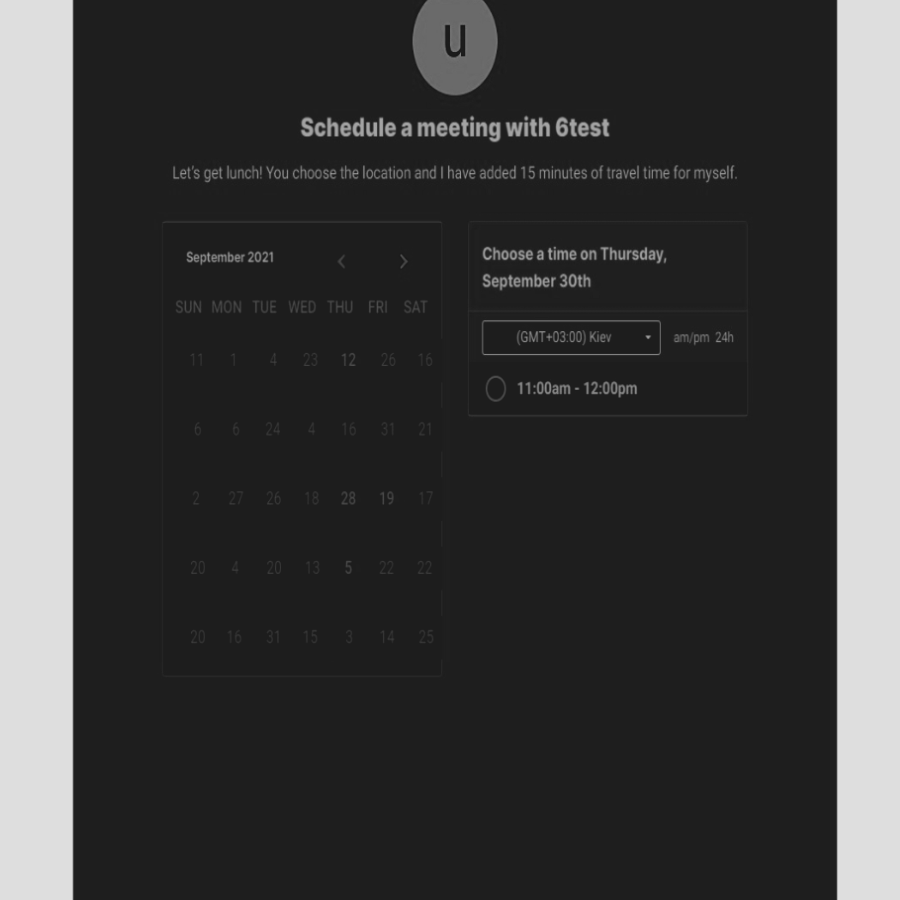 u
Schedule a meeting with 6test
Let's get lunch! You choose the location and I have added 15 minutes of travel time for myself.
September 2021
SUN MON TUE WED THU FRI SAT
11 1 4 23 12 26 16
6 6 24 4 16 31 21
2 27 26 18 28 19 17
20 4 20 13 5 22 22
20 16 31 15 3 14 25
Choose a time on Thursday,
September 30th
(GMT+03:00) Kiev am/pm 24h
11:00am - 12:00pm